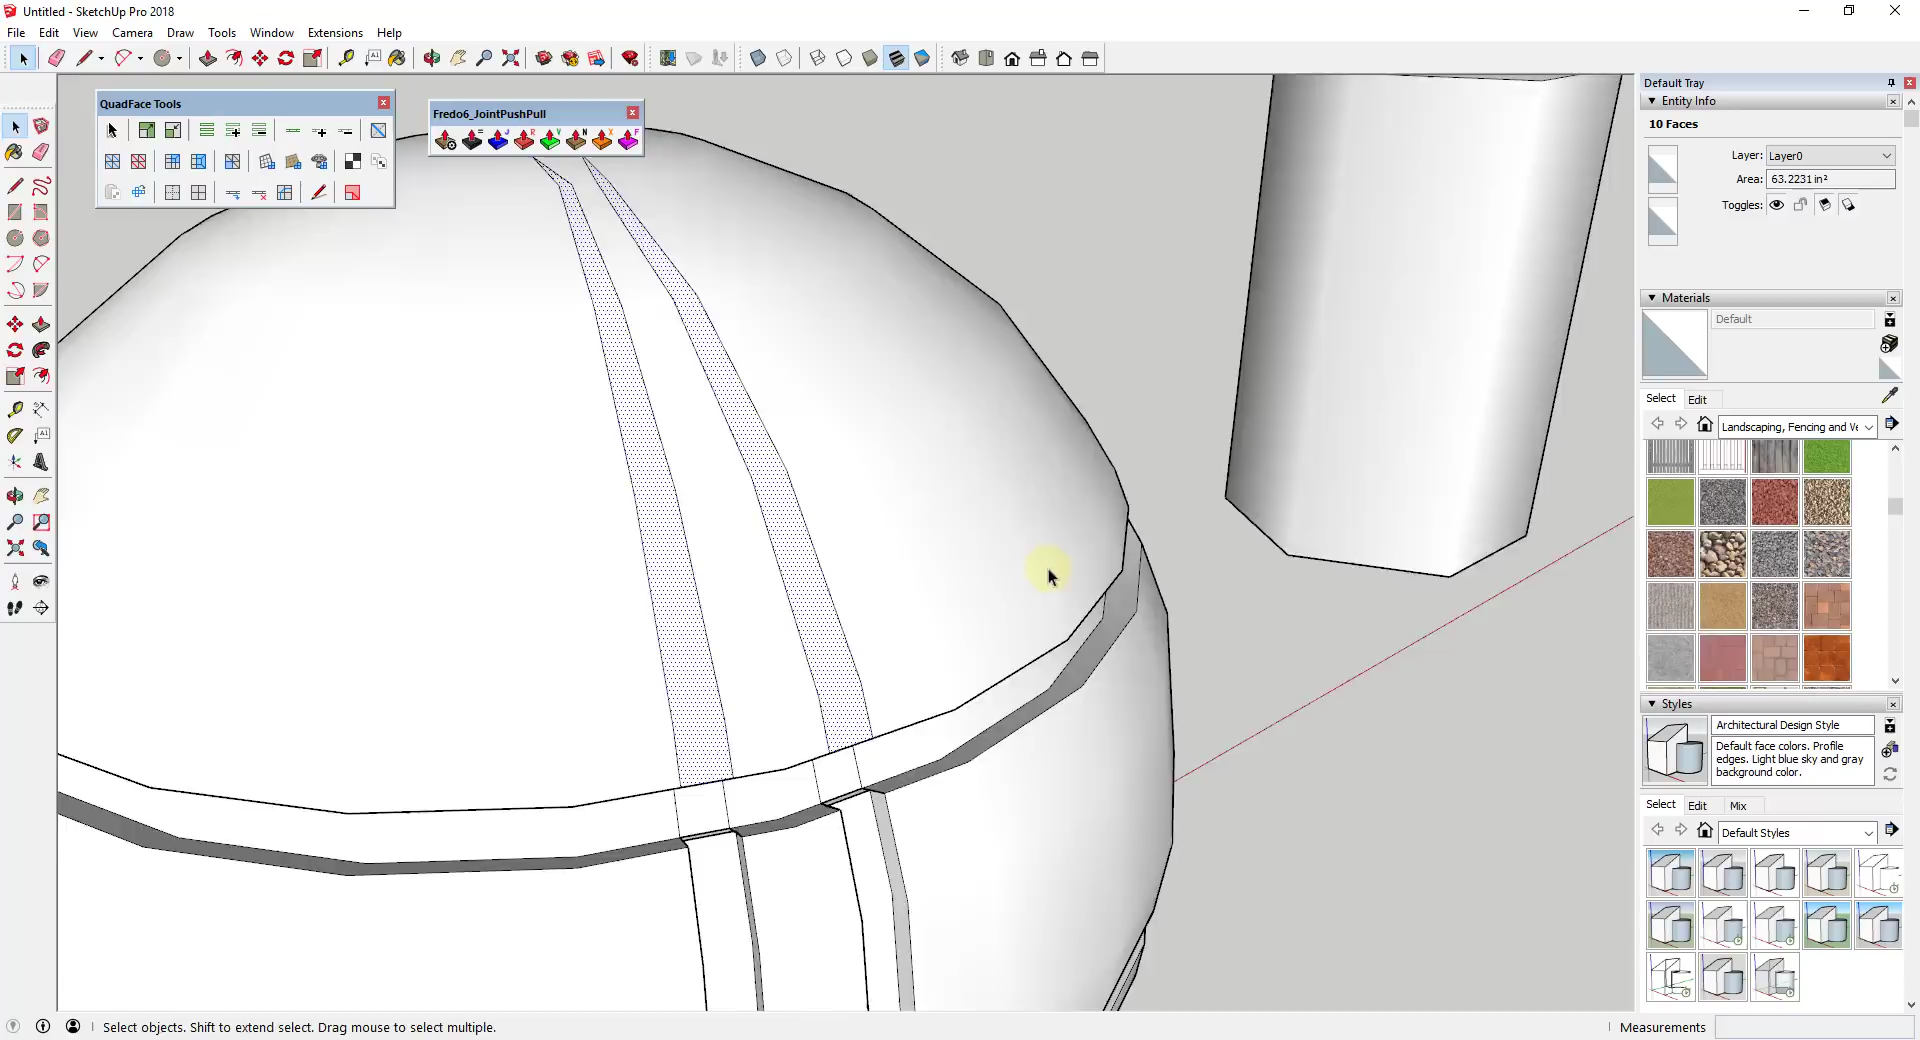 Untitled - SketchUp Pro 2018
File Edit View Camera Draw Tools Window Extensions Help
QuadFace Tools
Fredo6_JointPushPull
= J R V N X F
A1
A1
Default Tray
Entity Info
10 Faces
Layer: Layer0
Area: 63.2231 in²
Toggles:
Materials
Default
Select Edit
Landscaping, Fencing and Ve
Styles
Architectural Design Style
Default face colors. Profile
edges. Light blue sky and gray
background color.
Select Edit Mix
Default Styles
Select objects. Shift to extend select. Drag mouse to select multiple.
Measurements